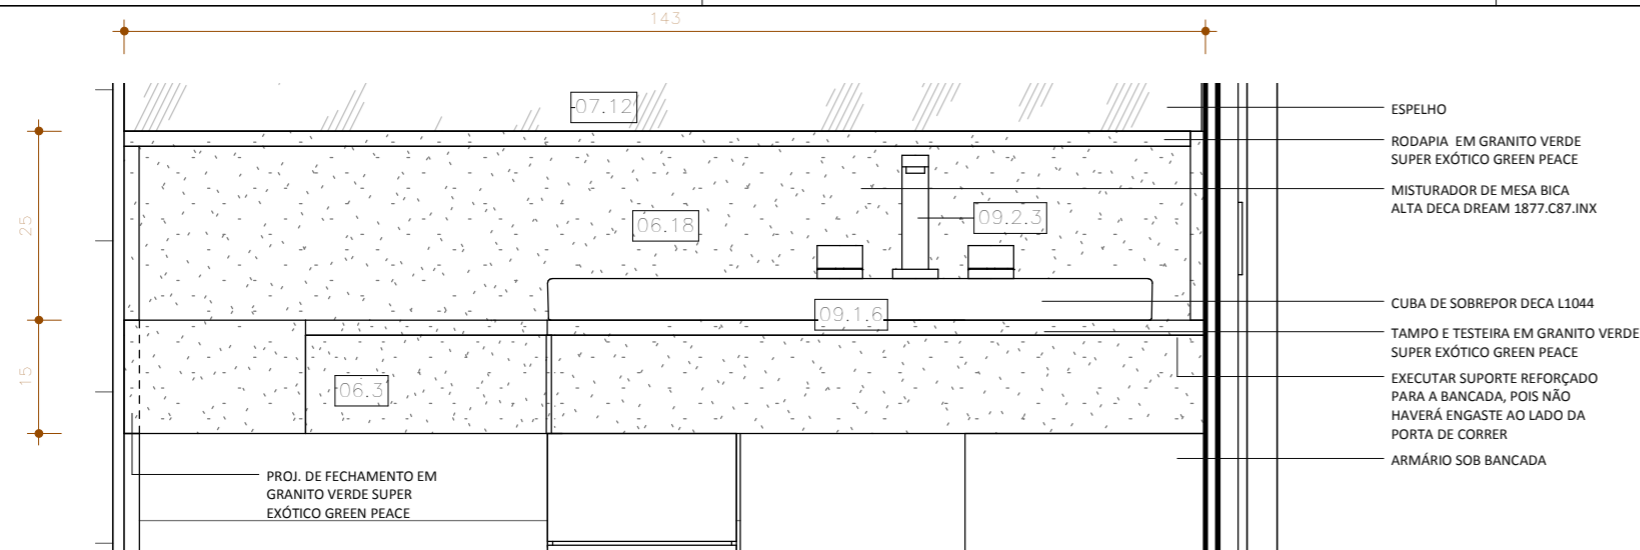 143
07.12
ESPELHO
RODAPIA EM GRANITO VERDE
SUPER EXÓTICO GREEN PEACE
MISTURADOR DE MESA BICA
ALTA DECA DREAM 1877.C87.INX
25
06.18
09.2.3
09.1.6
CUBA DE SOBREPOR DECA L1044
TAMPO E TESTEIRA EM GRANITO VERDE
SUPER EXÓTICO GREEN PEACE
15
06.3
EXECUTAR SUPORTE REFORÇADO
PARA A BANCADA, POIS NÃO
HAVERÁ ENGASTE AO LADO DA
PORTA DE CORRER
ARMÁRIO SOB BANCADA
PROJ. DE FECHAMENTO EM
GRANITO VERDE SUPER
EXÓTICO GREEN PEACE